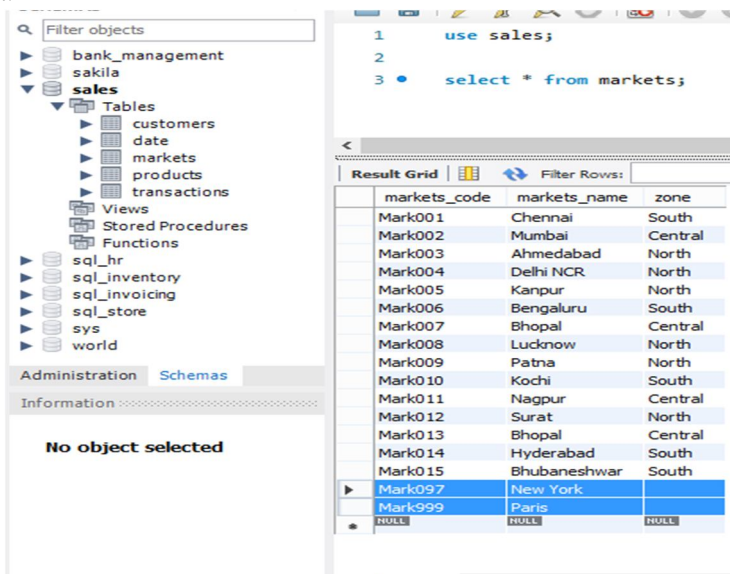 Filter objects
bank_management
sakila
sales
Tables
customers
date
markets
products
transactions
Views
Stored Procedures
Functions
sql_hr
sql_inventory
sql_invoicing
sql_store
sys
world
Administration Schemas
Information
No object selected
1 use sales;
2
3 select * from markets;
Result Grid Filter Rows:
markets_code markets_name zone
Mark001 Chennai South
Mark002 Mumbai Central
Mark003 Ahmedabad North
Mark004 Delhi NCR North
Mark005 Kanpur North
Mark006 Bengaluru South
Mark007 Bhopal Central
Mark008 Lucknow North
Mark009 Patna North
Mark010 Kochi South
Mark011 Nagpur Central
Mark012 Surat North
Mark013 Bhopal Central
Mark014 Hyderabad South
Mark015 Bhubaneshwar South
Mark097 New York
Mark999 Paris
NULL NULL NULL